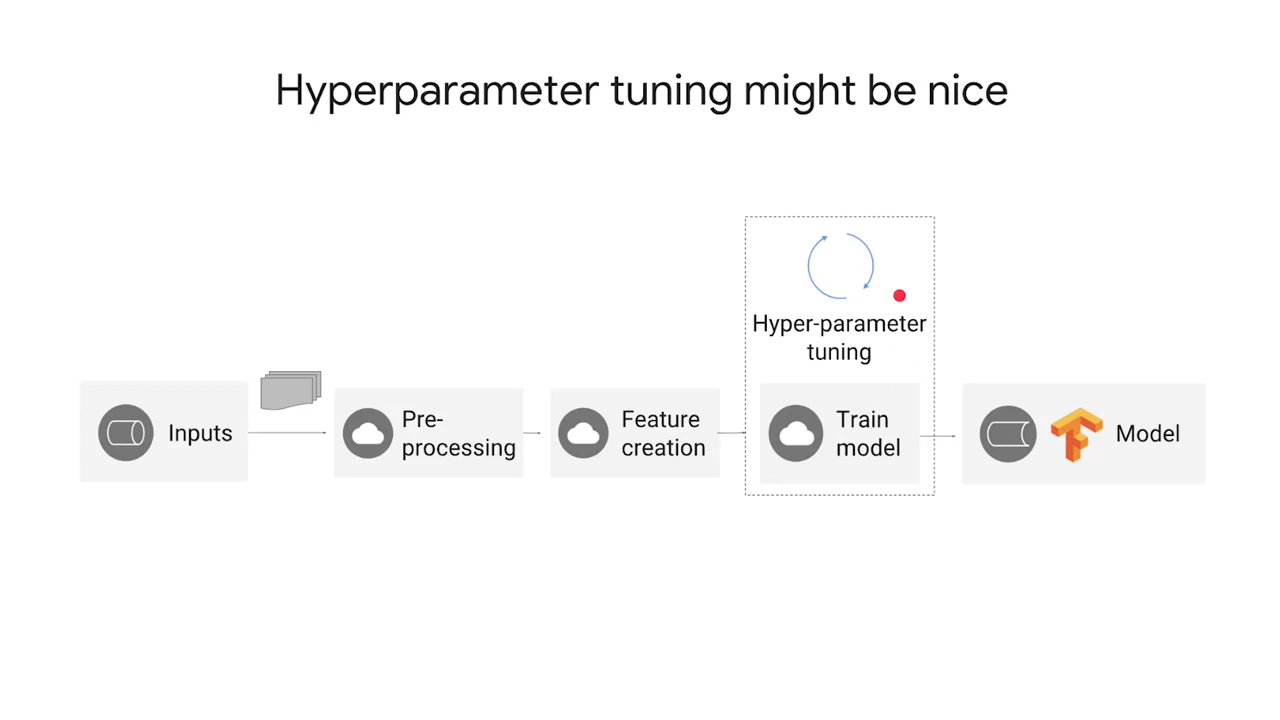 Hyperparameter tuning might be nice
Hyper-parameter
tuning
Inputs
Pre-
processing
Feature
creation
Train
model
Model